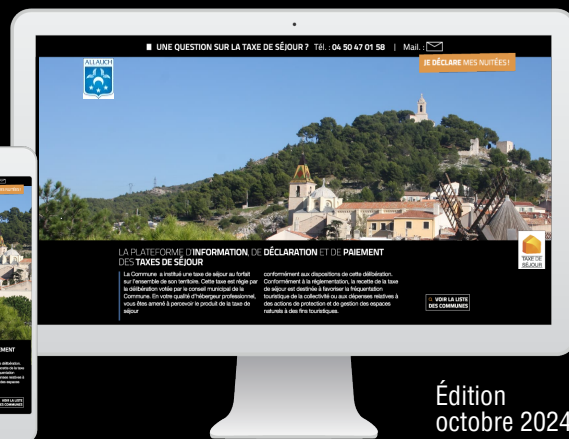 UNE QUESTION SUR LA TAXE DE SÉJOUR ? Tél. : 04 50 47 01 58 | Mail. :
ALLAUCH
JE DÉCLARE MES NUITÉES !
LA PLATEFORME D'INFORMATION, DE DÉCLARATION ET DE PAIEMENT
DES TAXES DE SÉJOUR
La Commune a institué une taxe de séjour au forfait
sur l'ensemble de son territoire. Cette taxe est régie par
la délibération votée par le conseil municipal de la
Commune. En votre qualité d'hébergeur professionnel,
vous êtes amené à percevoir le produit de la taxe de
séjour
conformément aux dispositions de cette délibération.
Conformément à la réglementation, la recette de la taxe
de séjour est destinée à favoriser la fréquentation
touristique de la collectivité ou aux dépenses relatives à
des actions de protection et de gestion des espaces
naturels à des fins touristiques.
TAXE DE
SÉJOUR
VOIR LA LISTE
DES COMMUNES
VOIR LA LISTE
DES COMMUNES
Édition
octobre 2024